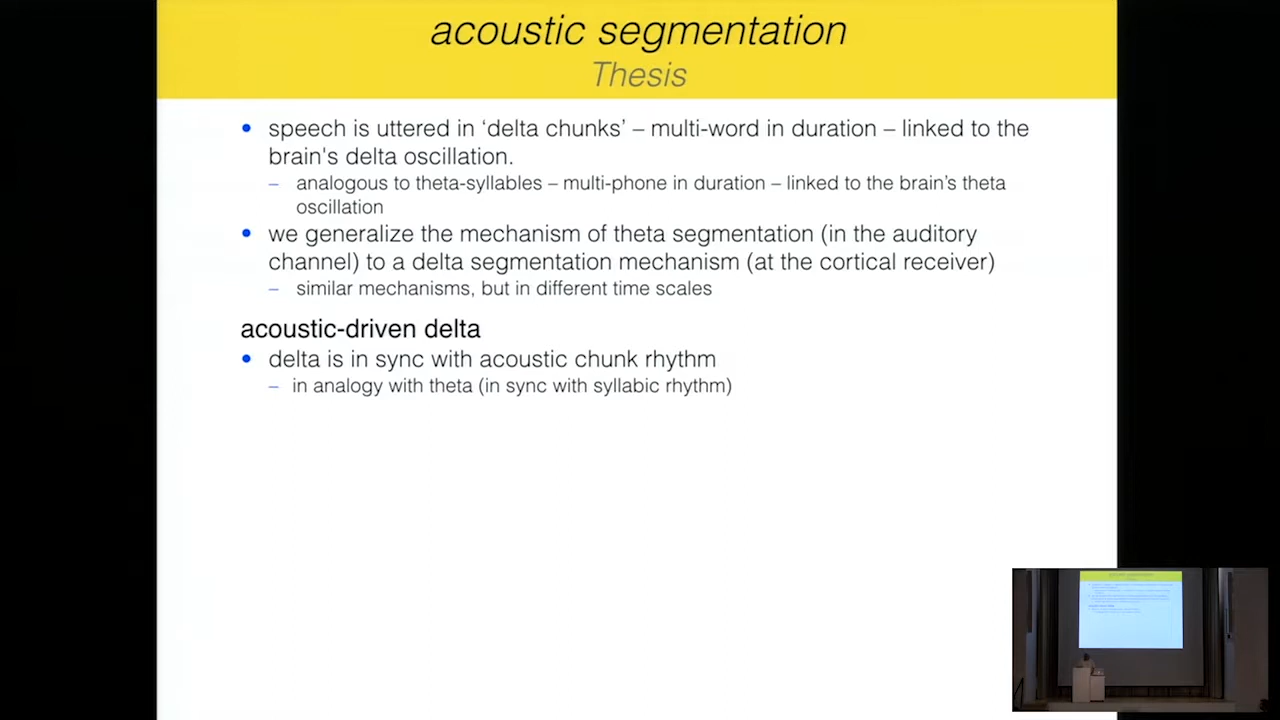 acoustic segmentation
Thesis
• speech is uttered in ‘delta chunks’ – multi-word in duration – linked to the
brain's delta oscillation.
– analogous to theta-syllables – multi-phone in duration – linked to the brain’s theta
oscillation
• we generalize the mechanism of theta segmentation (in the auditory
channel) to a delta segmentation mechanism (at the cortical receiver)
– similar mechanisms, but in different time scales
acoustic-driven delta
• delta is in sync with acoustic chunk rhythm
– in analogy with theta (in sync with syllabic rhythm)